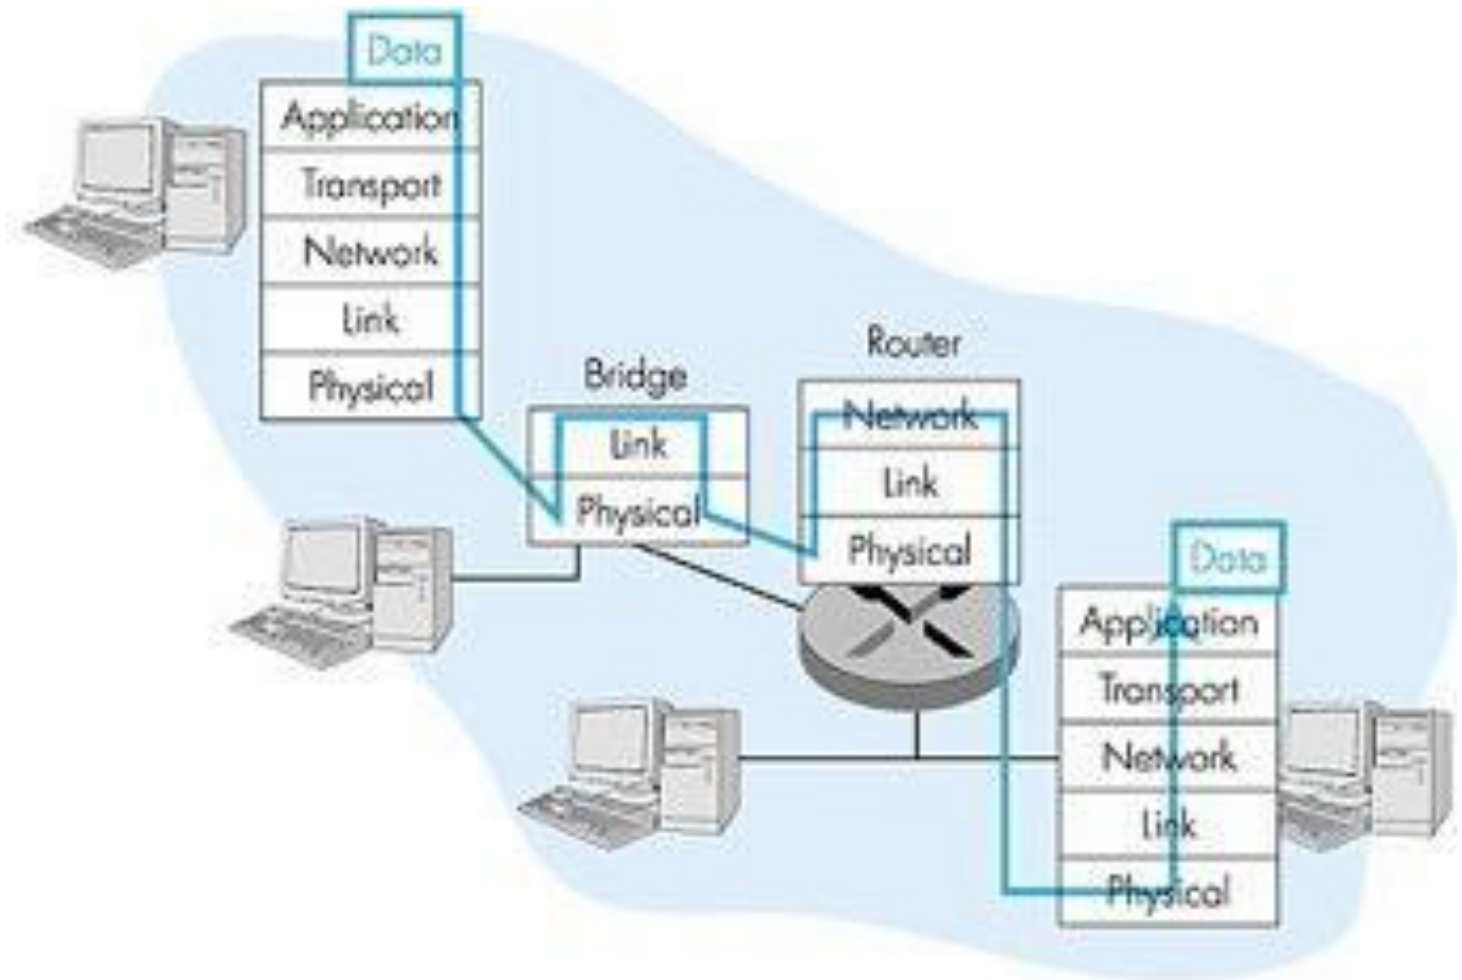 Data
Application
Transport
Network
Link
Physical
Bridge
Link
Physical
Router
Network
Link
Physical
Data
Application
Transport
Network
Link
Physical